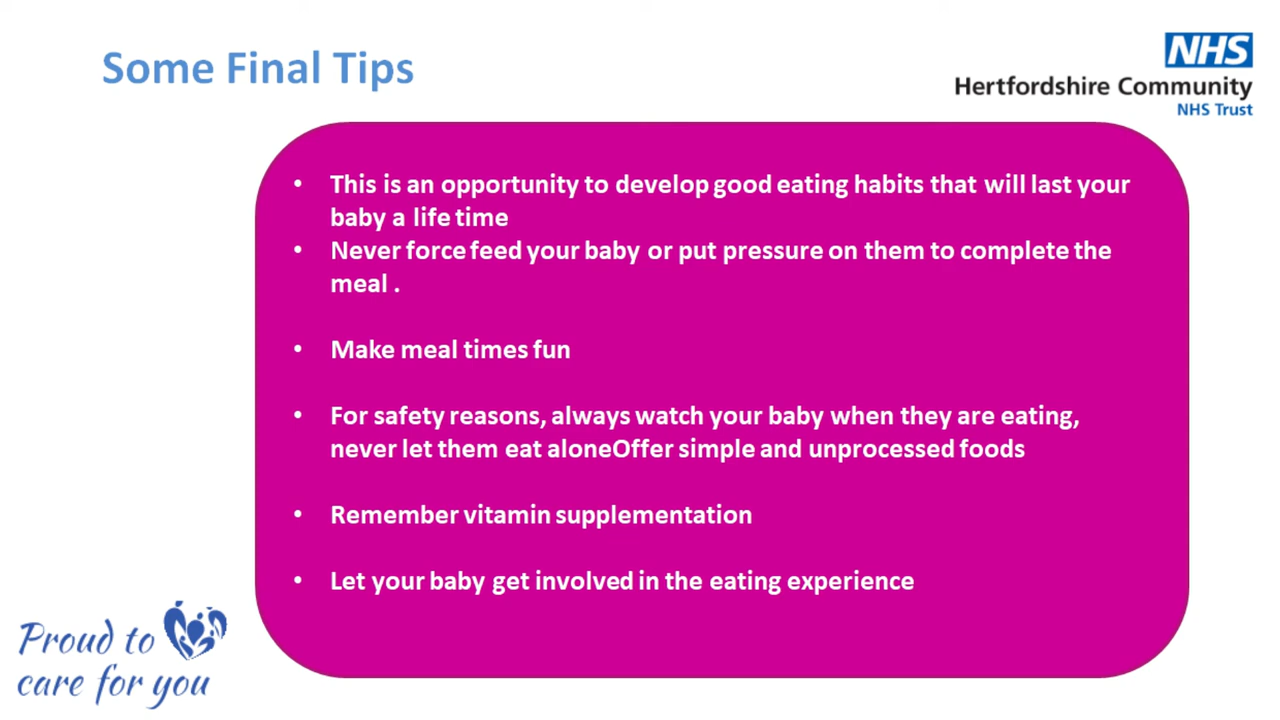 Some Final Tips
NHS
Hertfordshire Community
NHS Trust
• This is an opportunity to develop good eating habits that will last your
baby a life time
• Never force feed your baby or put pressure on them to complete the
meal .
• Make meal times fun
• For safety reasons, always watch your baby when they are eating,
never let them eat aloneOffer simple and unprocessed foods
• Remember vitamin supplementation
• Let your baby get involved in the eating experience
Proud to
care for you